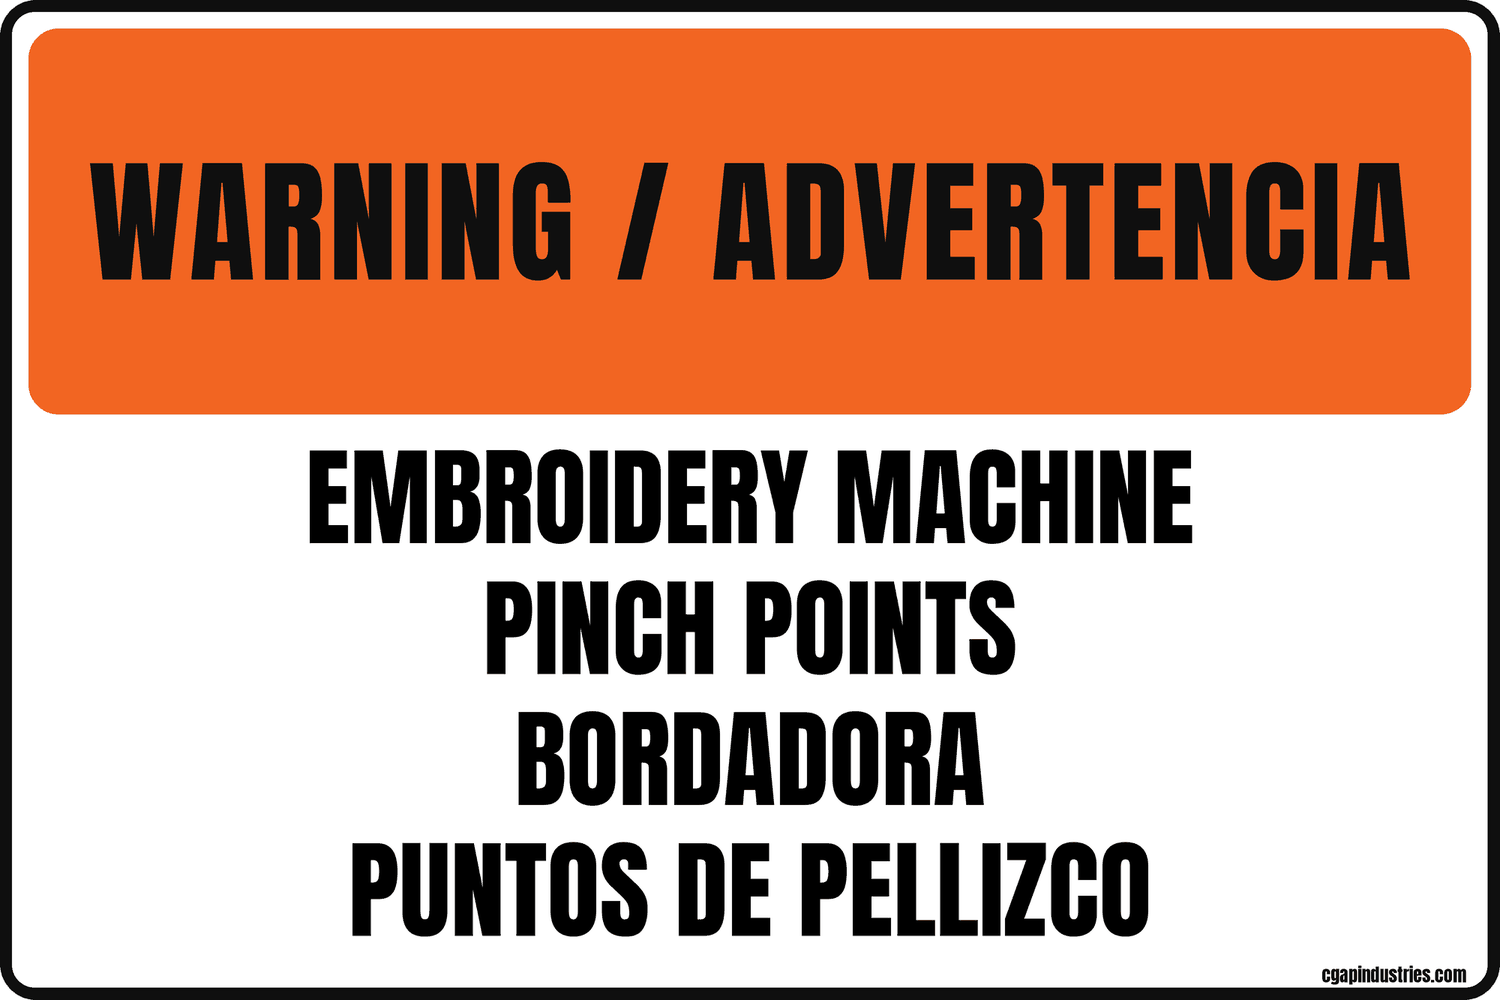 WARNING / ADVERTENCIA
EMBROIDERY MACHINE
PINCH POINTS
BORDADORA
PUNTOS DE PELLIZCO
cgapindustries.com